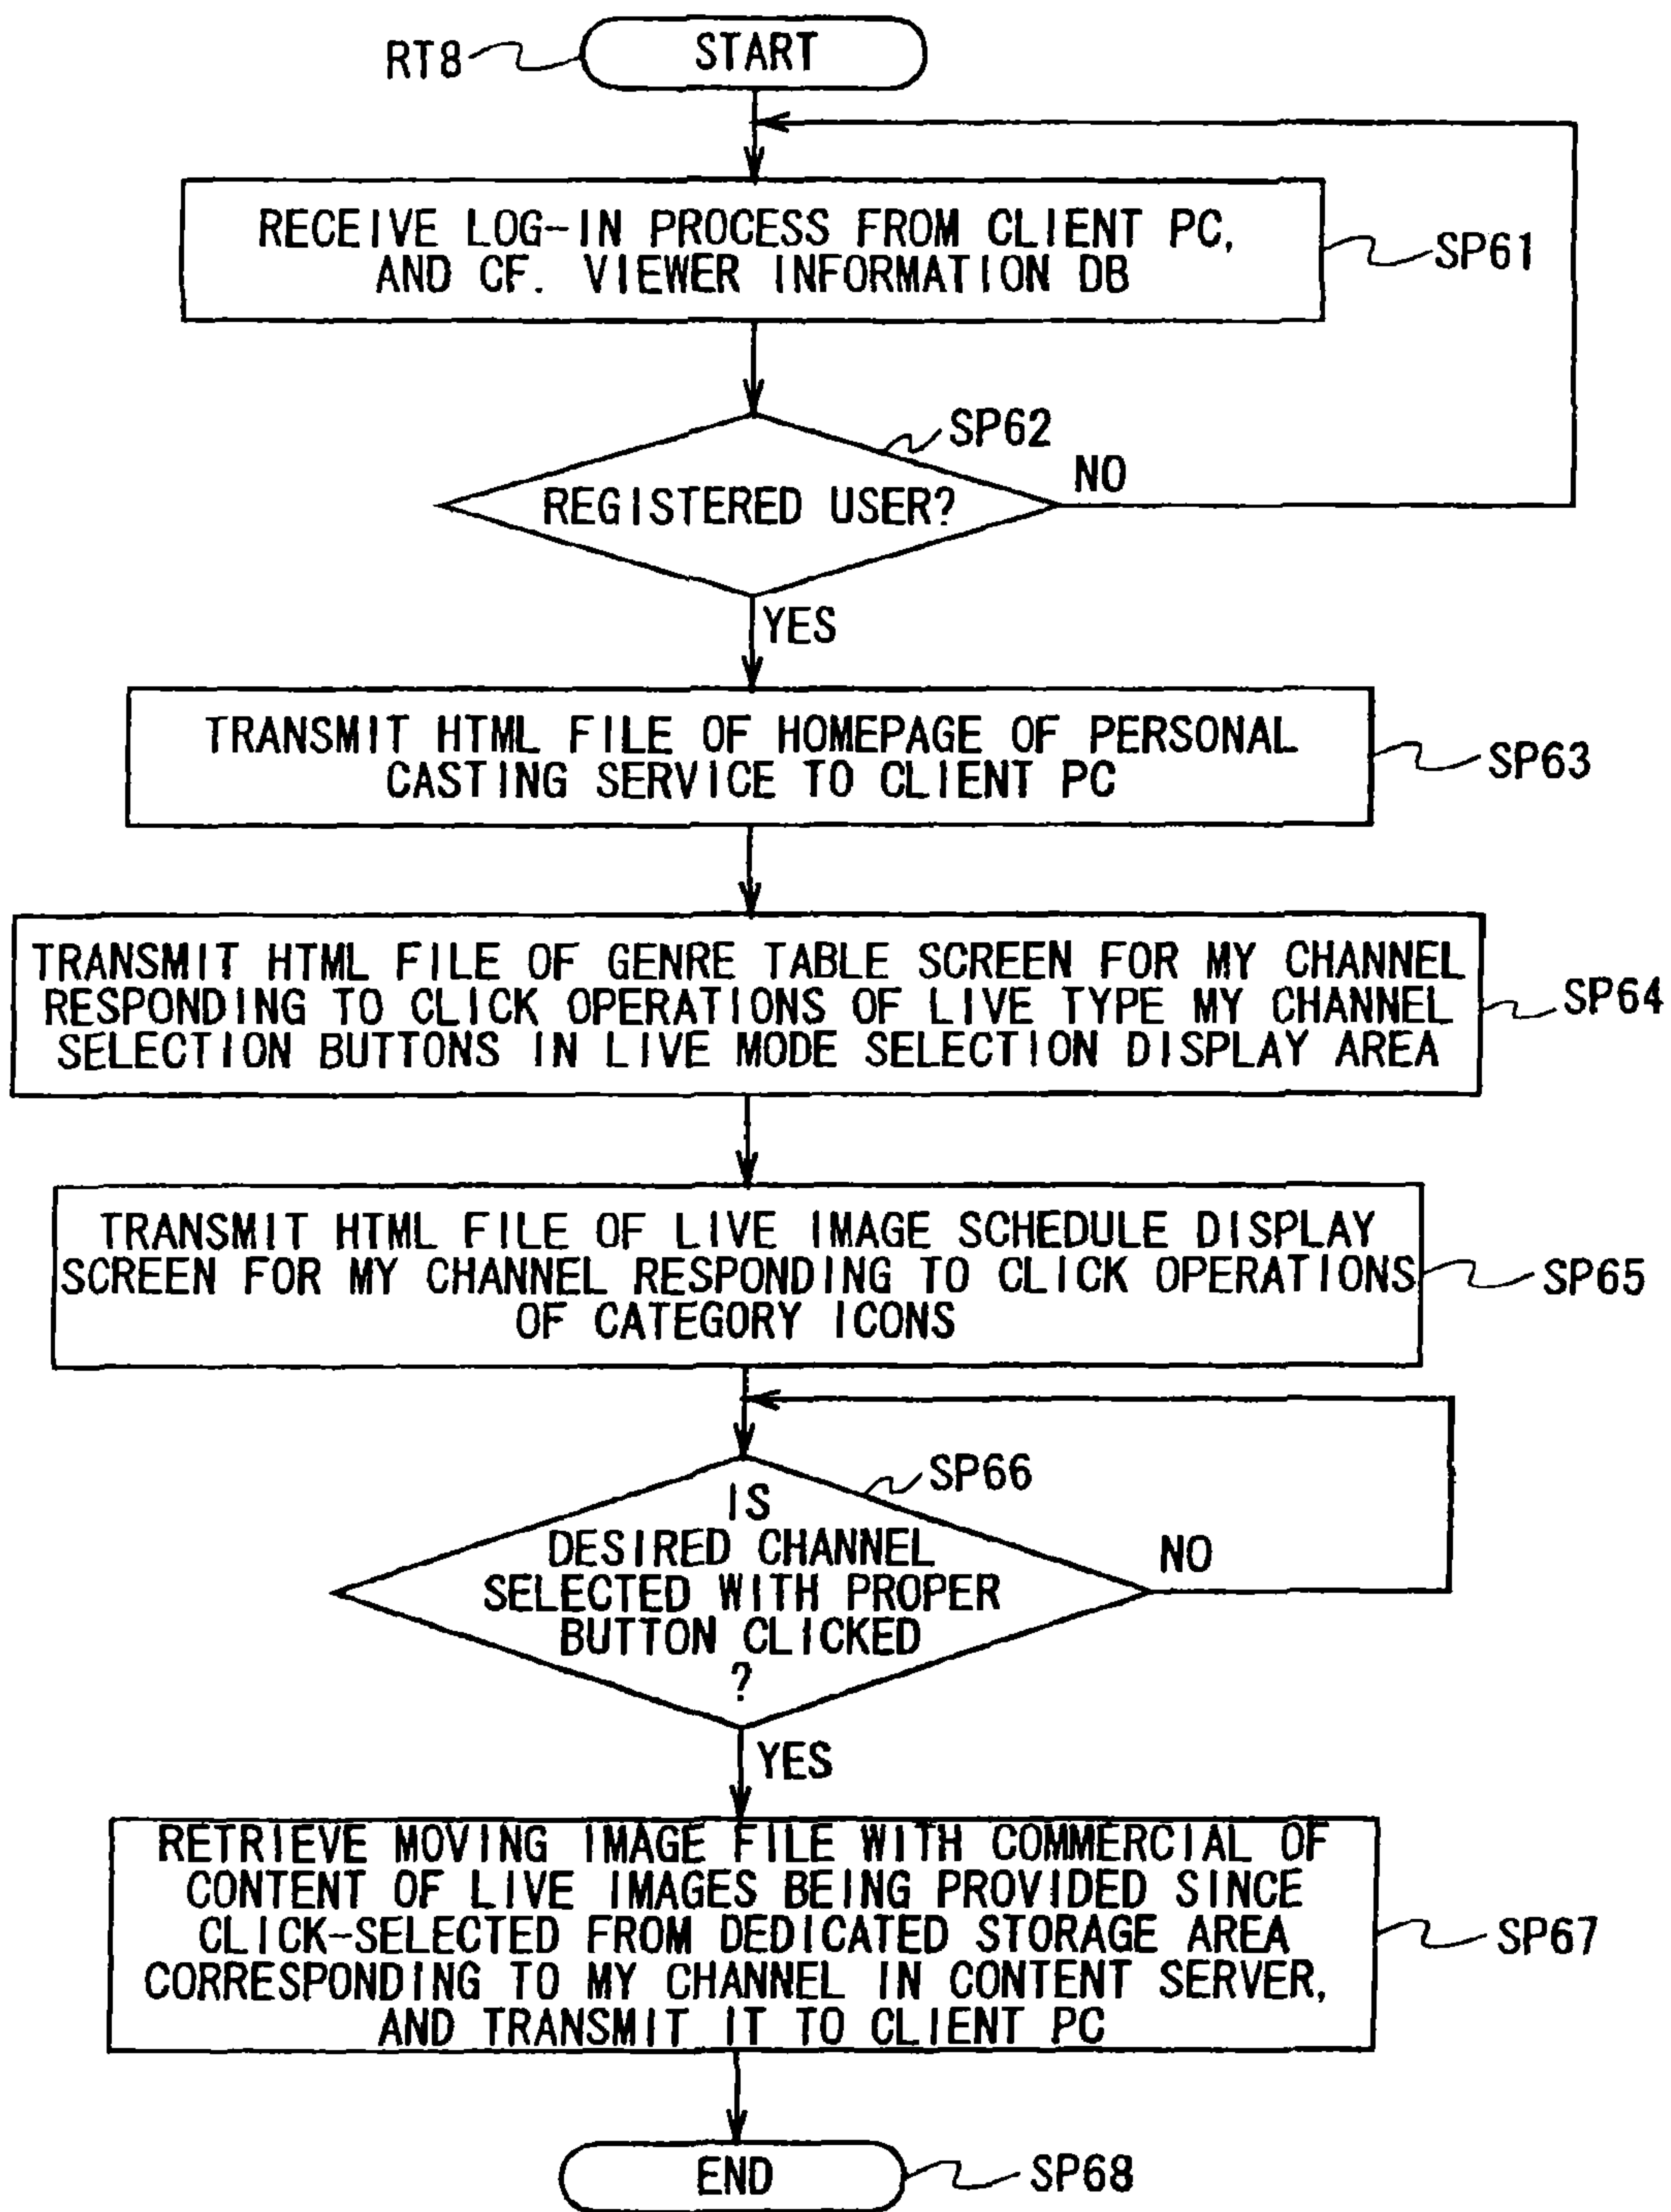 RT8
START
RECEIVE LOG-IN PROCESS FROM CLIENT PC,
AND CF. VIEWER INFORMATION DB
SP61
SP62
REGISTERED USER?
NO
YES
TRANSMIT HTML FILE OF HOMEPAGE OF PERSONAL
CASTING SERVICE TO CLIENT PC
SP63
TRANSMIT HTML FILE OF GENRE TABLE SCREEN FOR MY CHANNEL
RESPONDING TO CLICK OPERATIONS OF LIVE TYPE MY CHANNEL
SELECTION BUTTONS IN LIVE MODE SELECTION DISPLAY AREA
SP64
TRANSMIT HTML FILE OF LIVE IMAGE SCHEDULE DISPLAY
SCREEN FOR MY CHANNEL RESPONDING TO CLICK OPERATIONS
OF CATEGORY ICONS
SP65
SP66
IS
DESIRED CHANNEL
SELECTED WITH PROPER
BUTTON CLICKED
?
NO
YES
RETRIEVE MOVING IMAGE FILE WITH COMMERCIAL OF
CONTENT OF LIVE IMAGES BEING PROVIDED SINCE
CLICK-SELECTED FROM DEDICATED STORAGE AREA
CORRESPONDING TO MY CHANNEL IN CONTENT SERVER,
AND TRANSMIT IT TO CLIENT PC
SP67
END
SP68